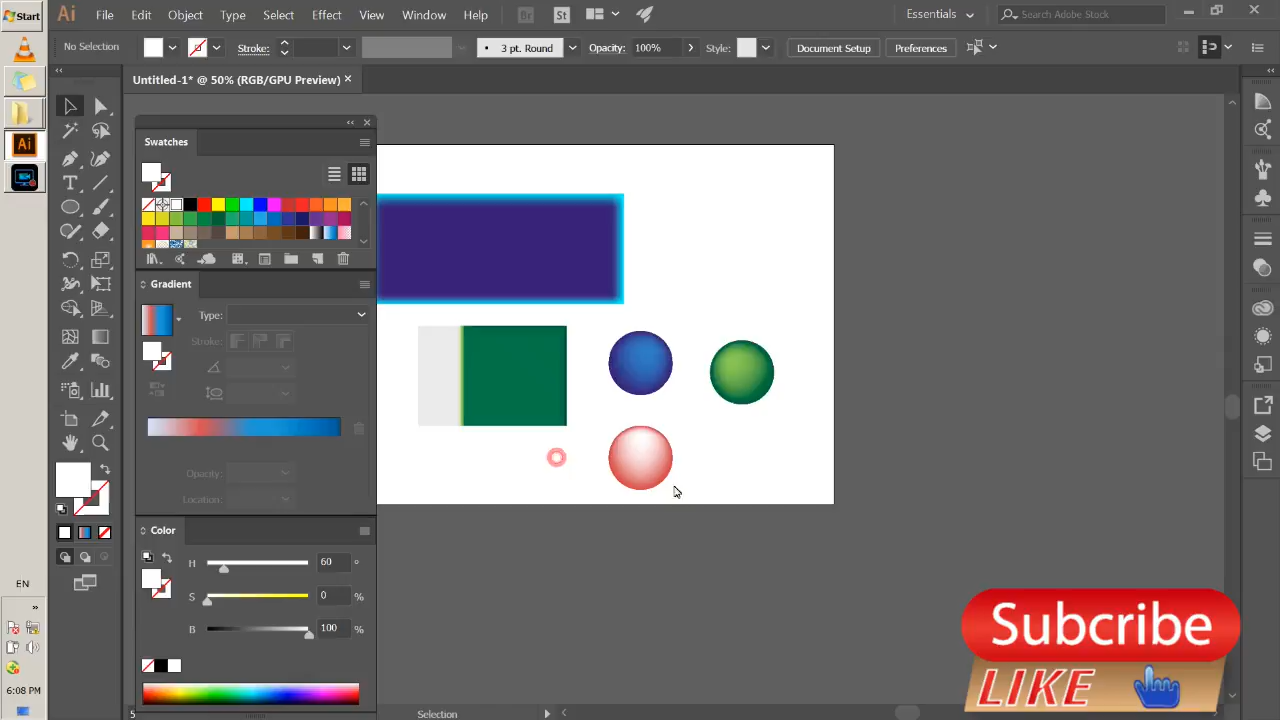 Start
Ai File Edit Object Type Select Effect View Window Help Br St Essentials Search Adobe Stock
No Selection Stroke: 3 pt. Round Opacity: 100% Style: Document Setup Preferences
Untitled-1* @ 50% (RGB/GPU Preview)
Swatches
Ai
Gradient
Type:
Stroke:
Opacity:
Location:
Color
H 60 °
S 0 %
B 100 %
EN
6:08 PM
5 Selection
Subcribe
LIKE